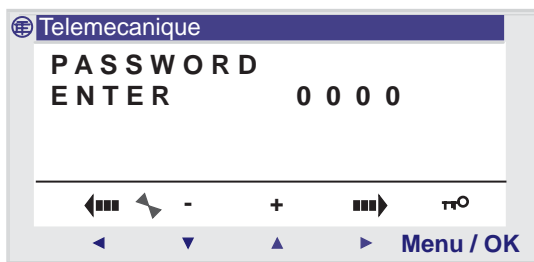 Telemecanique
PASSWORD
ENTER 0000
- +
Menu / OK